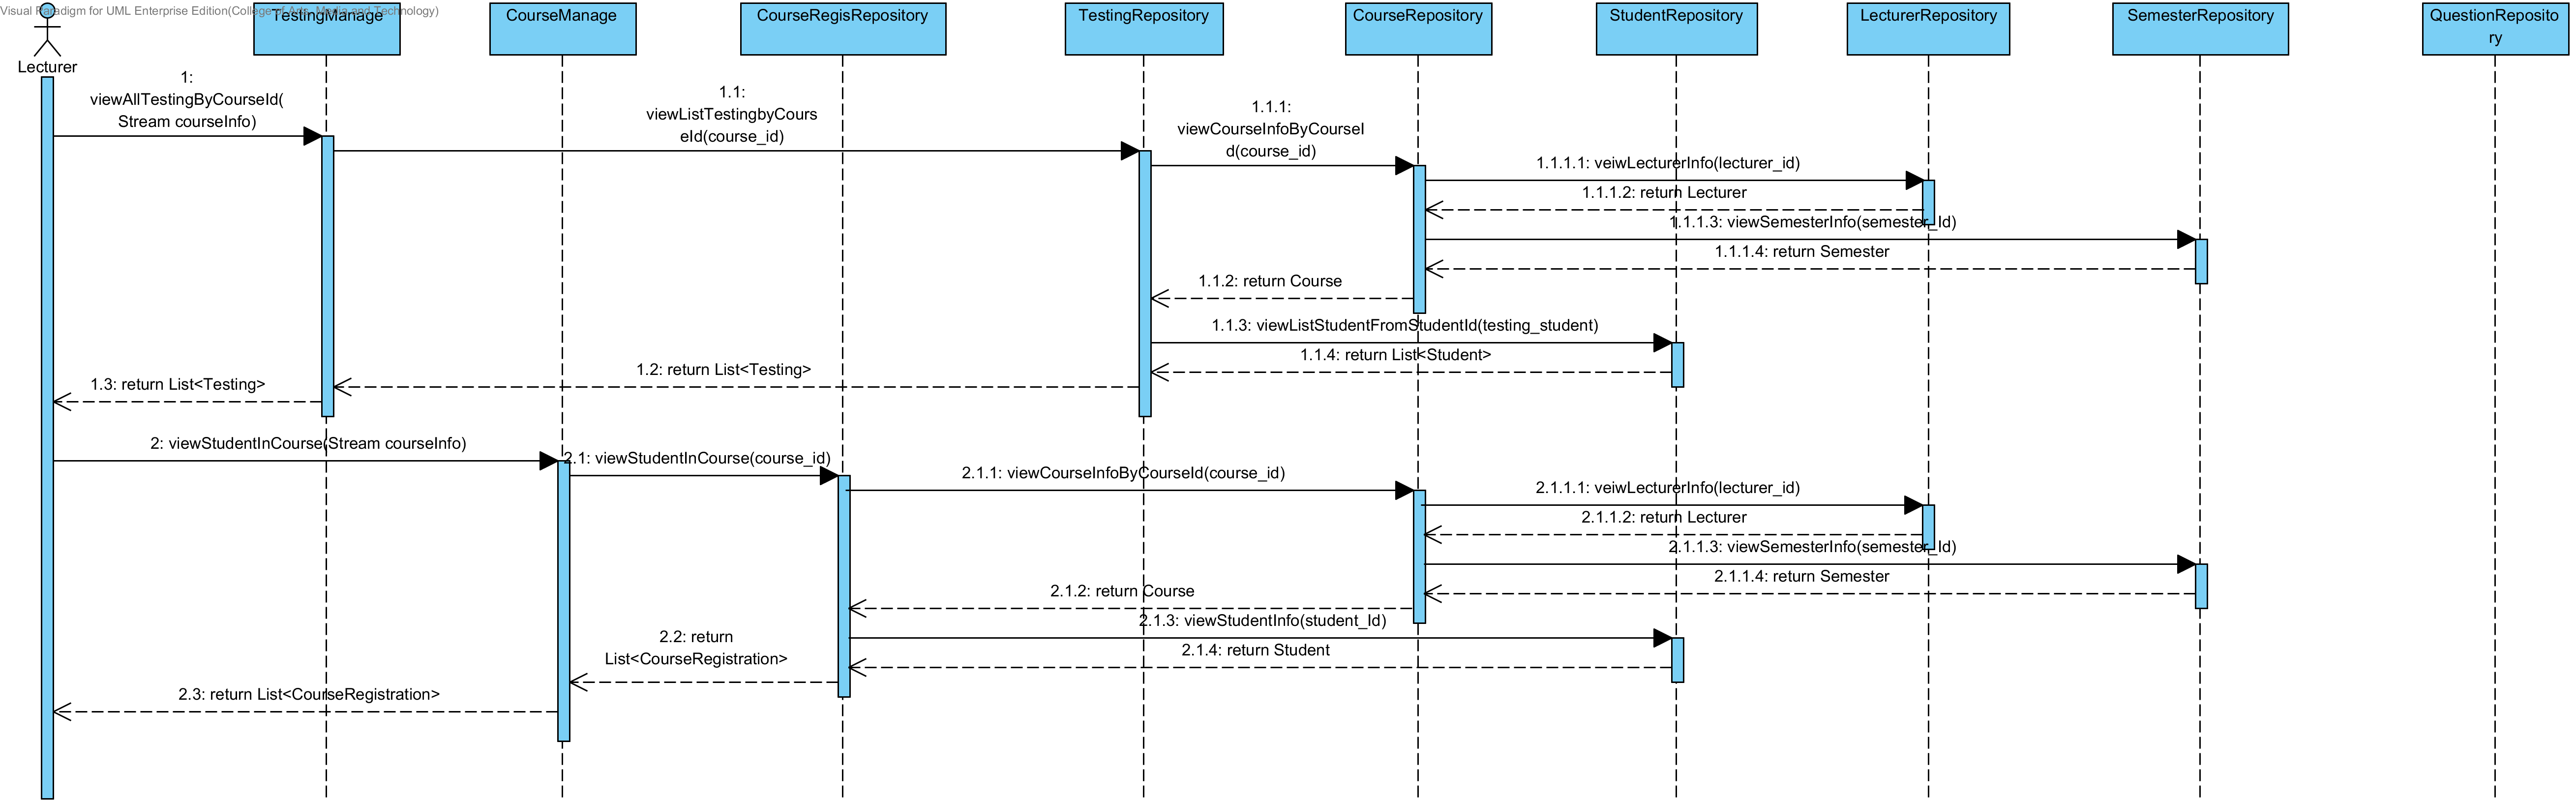 Visual Paradigm for UML Enterprise Edition(College of Arts, Media and Technology)
TestingManage
CourseManage
CourseRegisRepository
TestingRepository
CourseRepository
StudentRepository
LecturerRepository
SemesterRepository
QuestionReposito
ry
Lecturer
1:
viewAllTestingByCourseId(
Stream courseInfo)
1.1:
viewListTestingbyCours
eId(course_id)
1.1.1:
viewCourseInfoByCourseI
d(course_id)
1.1.1.1: veiwLecturerInfo(lecturer_id)
1.1.1.2: return Lecturer
1.1.1.3: viewSemesterInfo(semester_Id)
1.1.1.4: return Semester
1.1.2: return Course
1.1.3: viewListStudentFromStudentId(testing_student)
1.1.4: return List<Student>
1.2: return List<Testing>
1.3: return List<Testing>
2: viewStudentInCourse(Stream courseInfo)
2.1: viewStudentInCourse(course_id)
2.1.1: viewCourseInfoByCourseId(course_id)
2.1.1.1: veiwLecturerInfo(lecturer_id)
2.1.1.2: return Lecturer
2.1.1.3: viewSemesterInfo(semester_Id)
2.1.1.4: return Semester
2.1.2: return Course
2.1.3: viewStudentInfo(student_Id)
2.1.4: return Student
2.2: return
List<CourseRegistration>
2.3: return List<CourseRegistration>